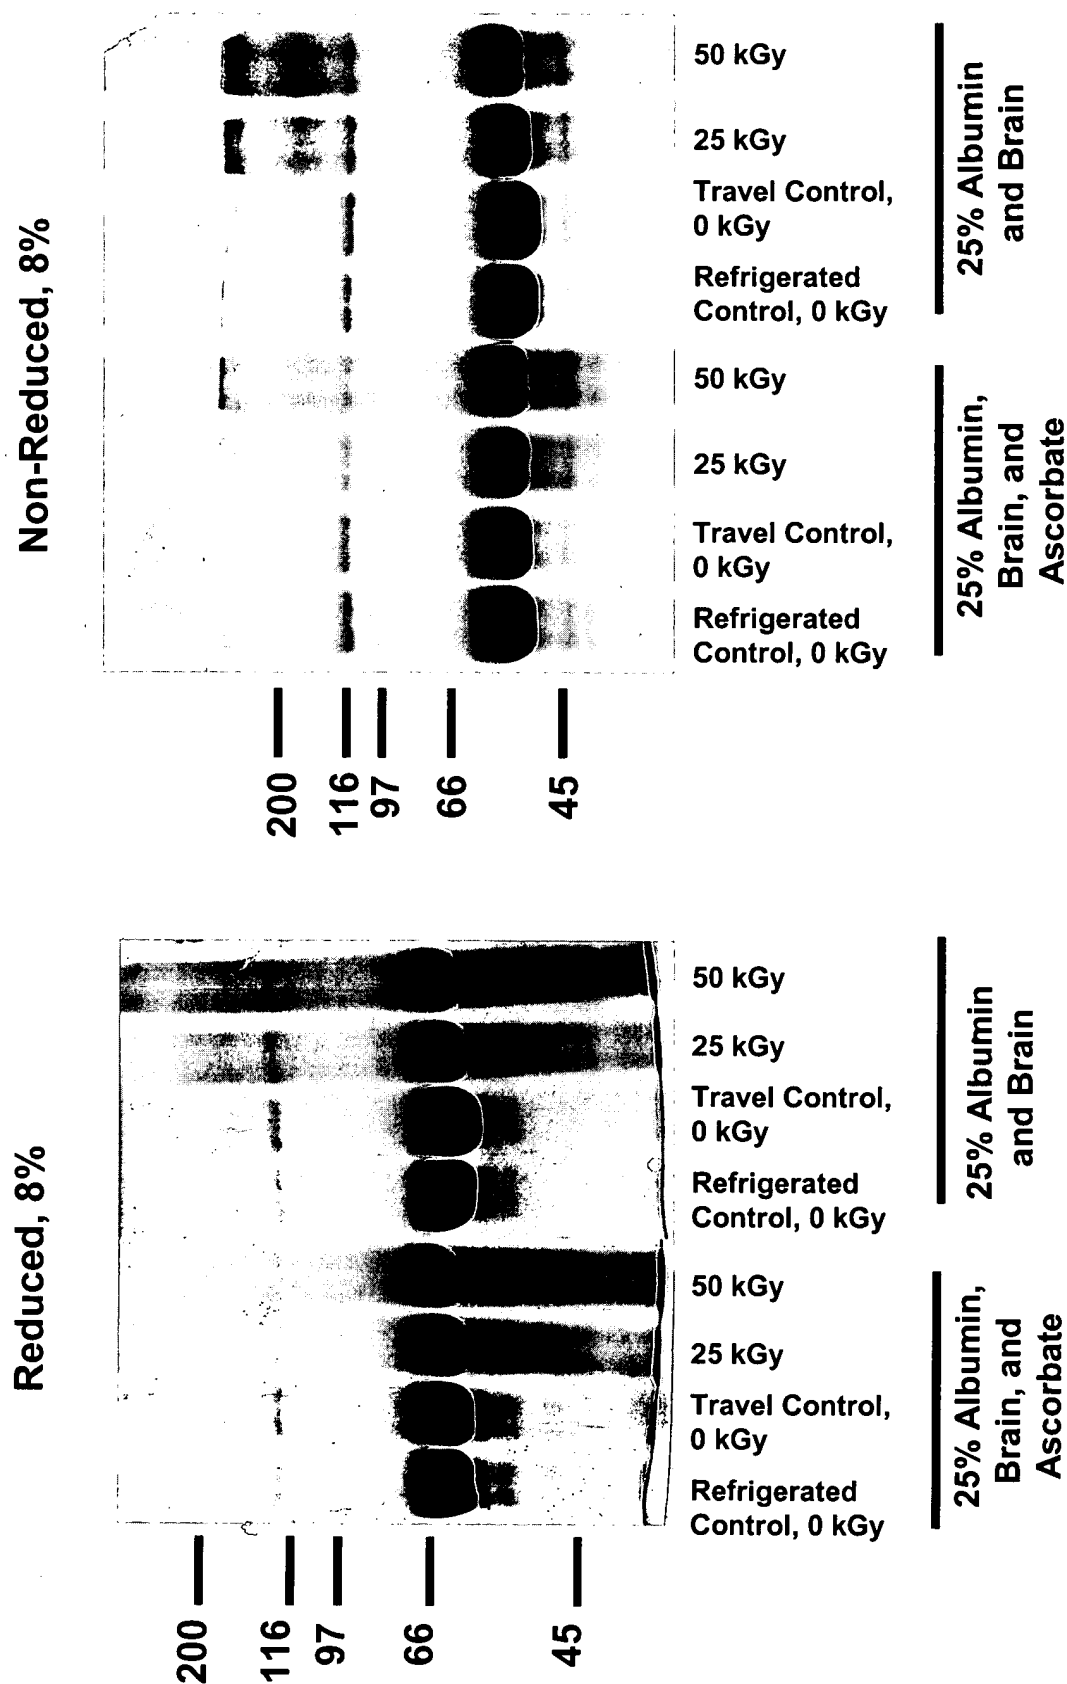 Non-Reduced, 8%
200
116
97
66
45
50 kGy
25 kGy
Travel Control,
0 kGy
Refrigerated
Control, 0 kGy
50 kGy
25 kGy
Travel Control,
0 kGy
Refrigerated
Control, 0 kGy
25% Albumin
and Brain
25% Albumin,
Brain, and
Ascorbate
Reduced, 8%
200
116
97
66
45
50 kGy
25 kGy
Travel Control,
0 kGy
Refrigerated
Control, 0 kGy
50 kGy
25 kGy
Travel Control,
0 kGy
Refrigerated
Control, 0 kGy
25% Albumin
and Brain
25% Albumin,
Brain, and
Ascorbate